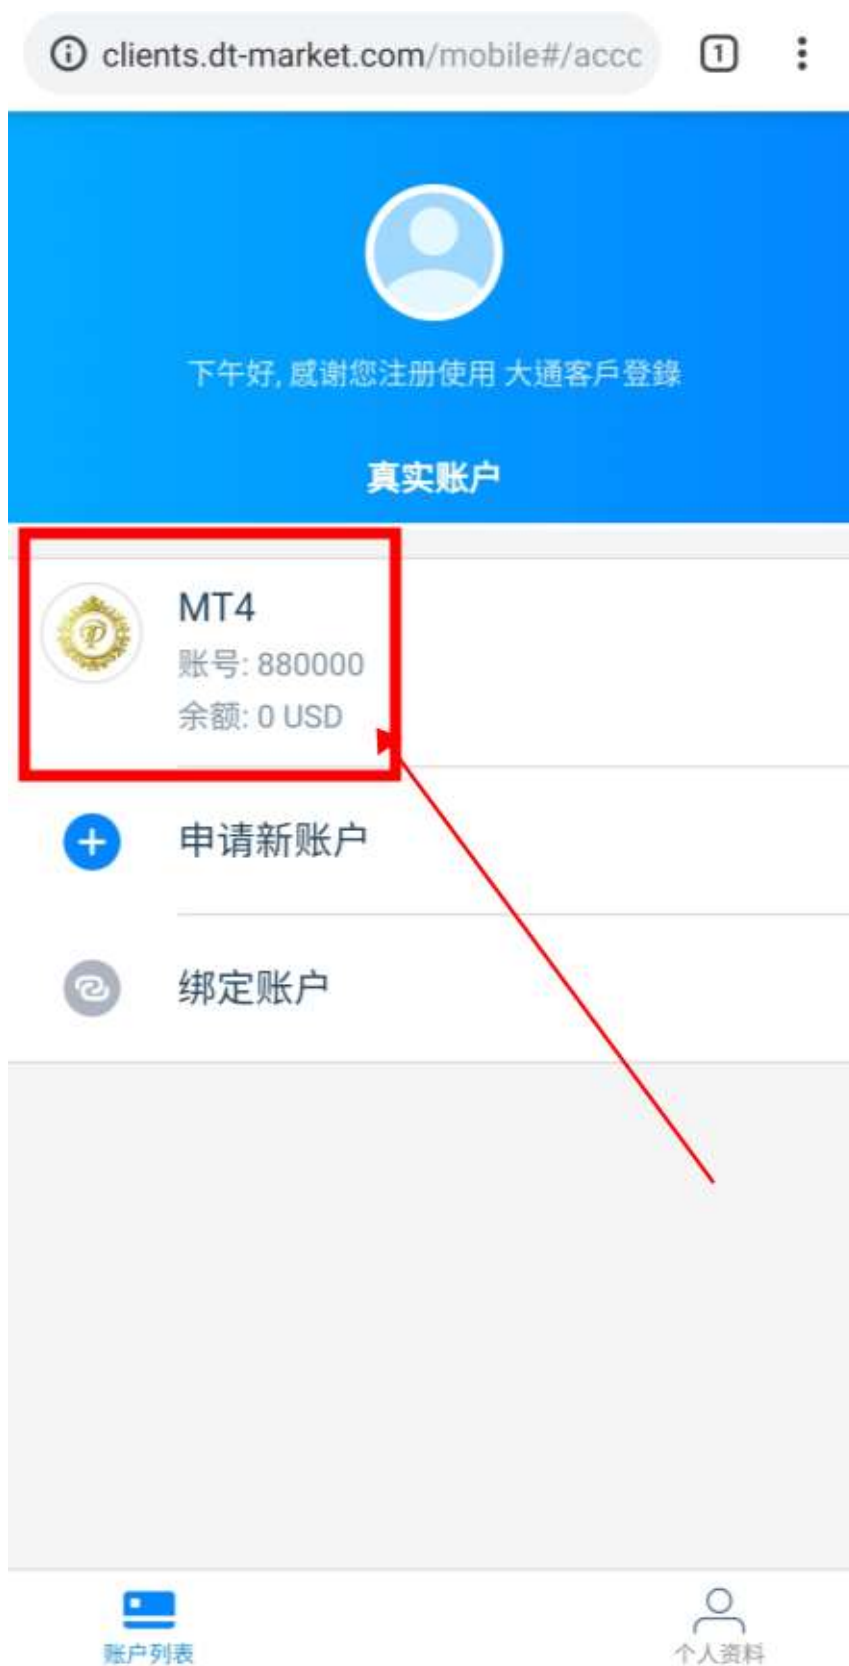 clients.dt-market.com/mobile#/accc
1
下午好, 感谢您注册使用 大通客戶登錄
真实账户
MT4
账号: 880000
余额: 0 USD
申请新账户
绑定账户
账户列表
个人资料